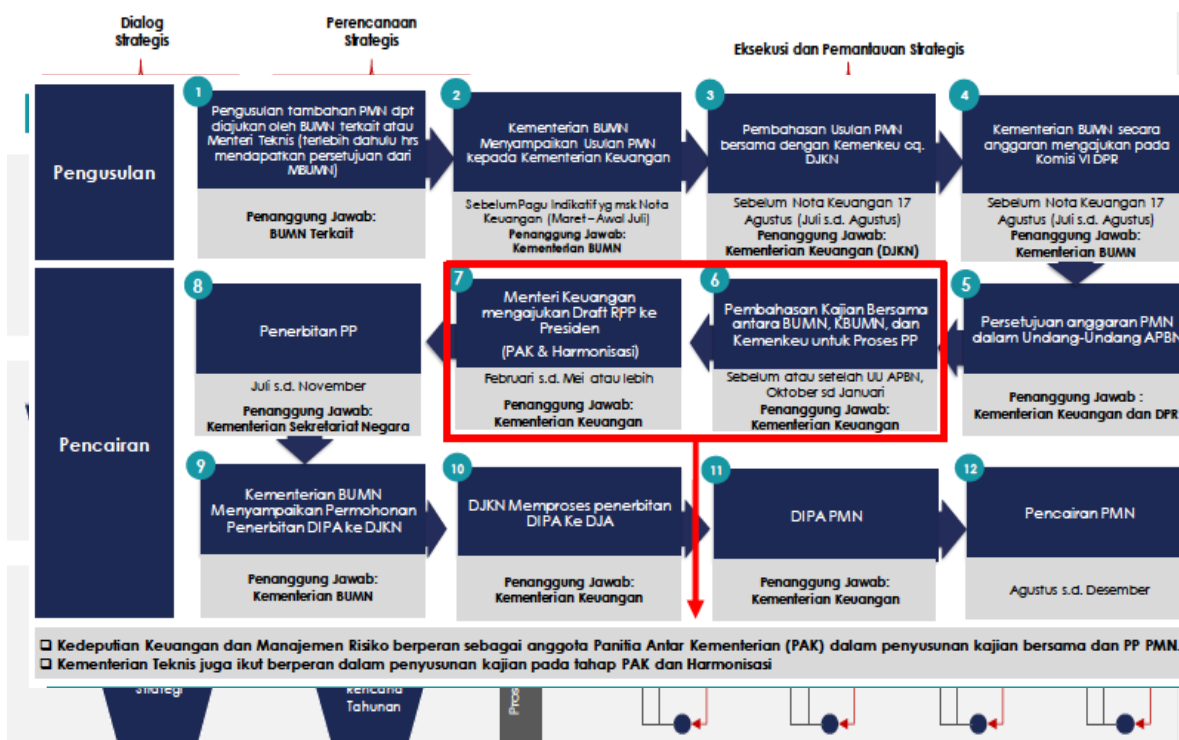 Dialog
Strategis
Perencanaan
Strategis
Eksekusi dan Pemantauan Strategis
Pengusulan
1
Pengusulan tambahan PMN dpt
diajukan oleh BUMN terkait atau
Menteri Teknis (terlebih dahulu hrs
mendapatkan persetujuan dari
MBUMN)
Penanggung Jawab:
BUMN Terkait
2
Kementerian BUMN
Menyampaikan Usulan PMN
kepada Kementerian Keuangan
Sebelum Pagu Indikatif yg msk Nota
Keuangan (Maret – Awal Juli)
Penanggung Jawab:
Kementerian BUMN
3
Pembahasan Usulan PMN
bersama dengan Kemenkeu cq.
DJKN
Sebelum Nota Keuangan 17
Agustus (Juli s.d. Agustus)
Penanggung Jawab:
Kementerian Keuangan (DJKN)
4
Kementerian BUMN secara
anggaran mengajukan pada
Komisi VI DPR
Sebelum Nota Keuangan 17
Agustus (Juli s.d. Agustus)
Penanggung Jawab:
Kementerian BUMN
Pencairan
5
Persetujuan anggaran PMN
dalam Undang-Undang APBN
Penanggung Jawab :
Kementerian Keuangan dan DPR
6
Pembahasan Kajian Bersama
antara BUMN, KBUMN, dan
Kemenkeu untuk Proses PP
Sebelum atau setelah UU APBN,
Oktober sd Januari
Penanggung Jawab:
Kementerian Keuangan
7
Menteri Keuangan
mengajukan Draft RPP ke
Presiden
(PAK & Harmonisasi)
Februari s.d. Mei atau lebih
Penanggung Jawab:
Kementerian Keuangan
8
Penerbitan PP
Juli s.d. November
Penanggung Jawab:
Kementerian Sekretariat Negara
9
Kementerian BUMN
Menyampaikan Permohonan
Penerbitan DIPA ke DJKN
Penanggung Jawab:
Kementerian BUMN
10
DJKN Memproses penerbitan
DIPA Ke DJA
Penanggung Jawab:
Kementerian Keuangan
11
DIPA PMN
Penanggung Jawab:
Kementerian Keuangan
12
Pencairan PMN
Agustus s.d. Desember
❑ Kedeputian Keuangan dan Manajemen Risiko berperan sebagai anggota Panitia Antar Kementerian (PAK) dalam penyusunan kajian bersama dan PP PMN.
❑ Kementerian Teknis juga ikut berperan dalam penyusunan kajian pada tahap PAK dan Harmonisasi
Strategi
Rencana
Tahunan